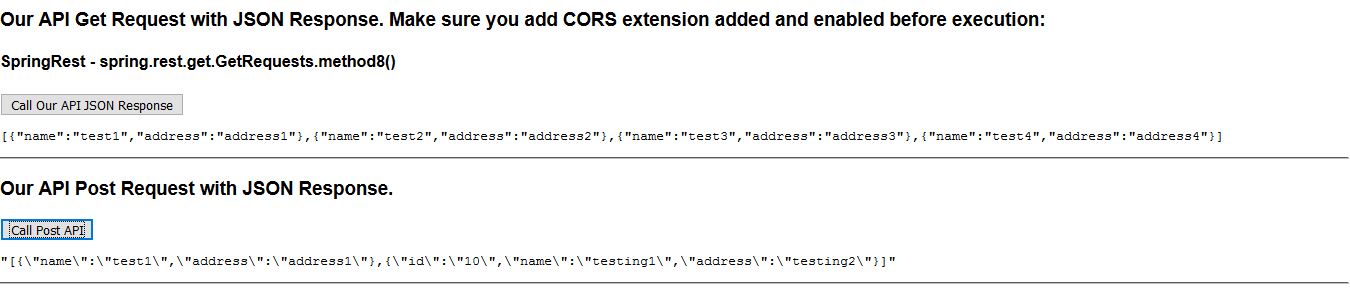 Our API Get Request with JSON Response. Make sure you add CORS extension added and enabled before execution:
SpringRest - spring.rest.get.GetRequests.method8()
Call Our API JSON Response
[{"name":"test1","address":"address1"},{"name":"test2","address":"address2"},{"name":"test3","address":"address3"},{"name":"test4","address":"address4"}]
Our API Post Request with JSON Response.
Call Post API
"[{\"name\":\"test1\",\"address\":\"address1\"},{\"id\":\"10\",\"name\":\"testing1\",\"address\":\"testing2\"}]"